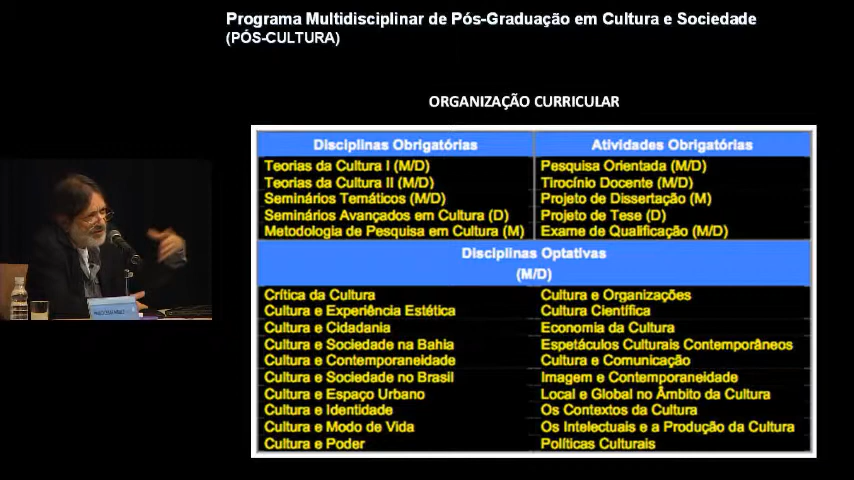 Programa Multidisciplinar de Pós-Graduação em Cultura e Sociedade
(PÓS-CULTURA)
ORGANIZAÇÃO CURRICULAR
Disciplinas Obrigatórias
Teorias da Cultura I (M/D)
Teorias da Cultura II (M/D)
Seminários Temáticos (M/D)
Seminários Avançados em Cultura (D)
Metodologia de Pesquisa em Cultura (M)
Atividades Obrigatórias
Pesquisa Orientada (M/D)
Tirocínio Docente (M/D)
Projeto de Dissertação (M)
Projeto de Tese (D)
Exame de Qualificação (M/D)
Disciplinas Optativas
(M/D)
Crítica da Cultura
Cultura e Experiência Estética
Cultura e Cidadania
Cultura e Sociedade na Bahia
Cultura e Contemporaneidade
Cultura e Sociedade no Brasil
Cultura e Espaço Urbano
Cultura e Identidade
Cultura e Modo de Vida
Cultura e Poder
Cultura e Organizações
Cultura Científica
Economia da Cultura
Espetáculos Culturais Contemporâneos
Cultura e Comunicação
Imagem e Contemporaneidade
Local e Global no Âmbito da Cultura
Os Contextos da Cultura
Os Intelectuais e a Produção da Cultura
Políticas Culturais